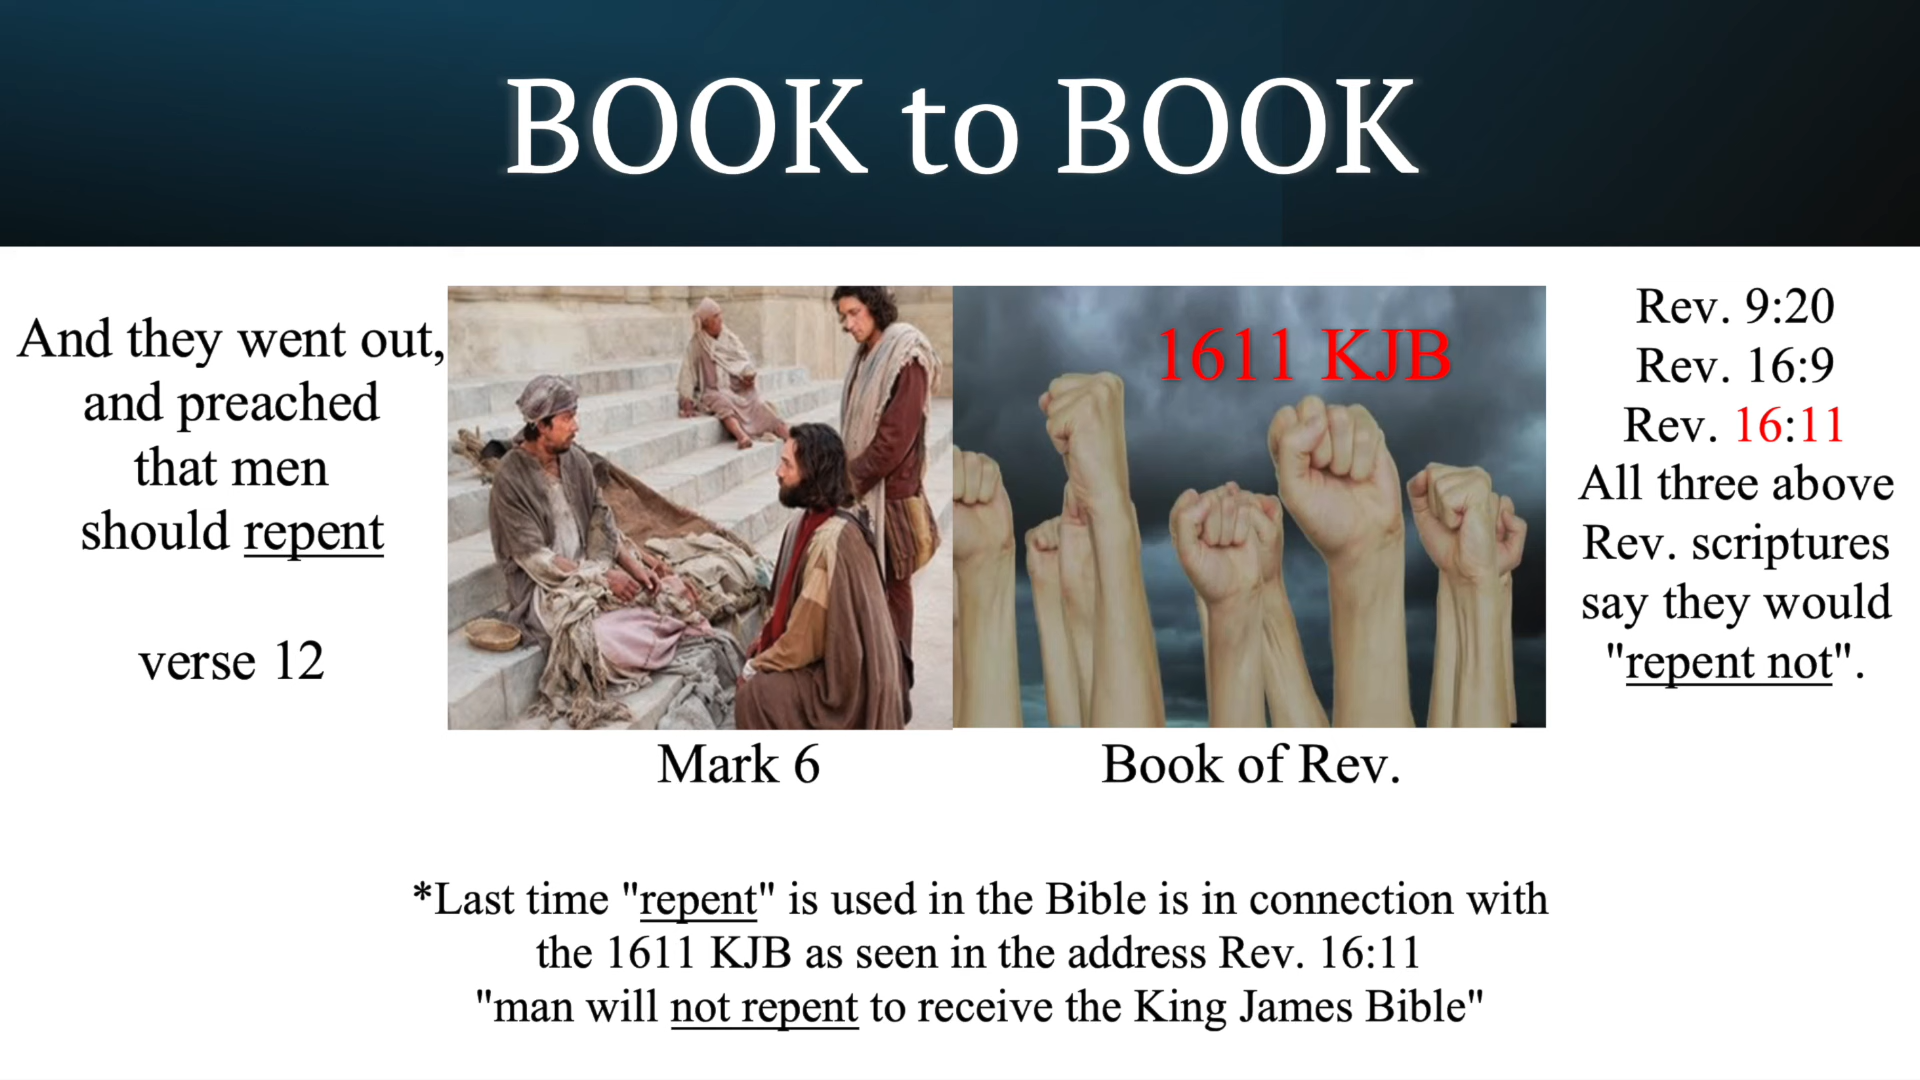 BOOK to BOOK
And they went out,
and preached
that men
should repent
verse 12
1611 KJB
Mark 6
Book of Rev.
Rev. 9:20
Rev. 16:9
Rev. 16:11
All three above
Rev. scriptures
say they would
"repent not".
*Last time "repent" is used in the Bible is in connection with
the 1611 KJB as seen in the address Rev. 16:11
"man will not repent to receive the King James Bible"